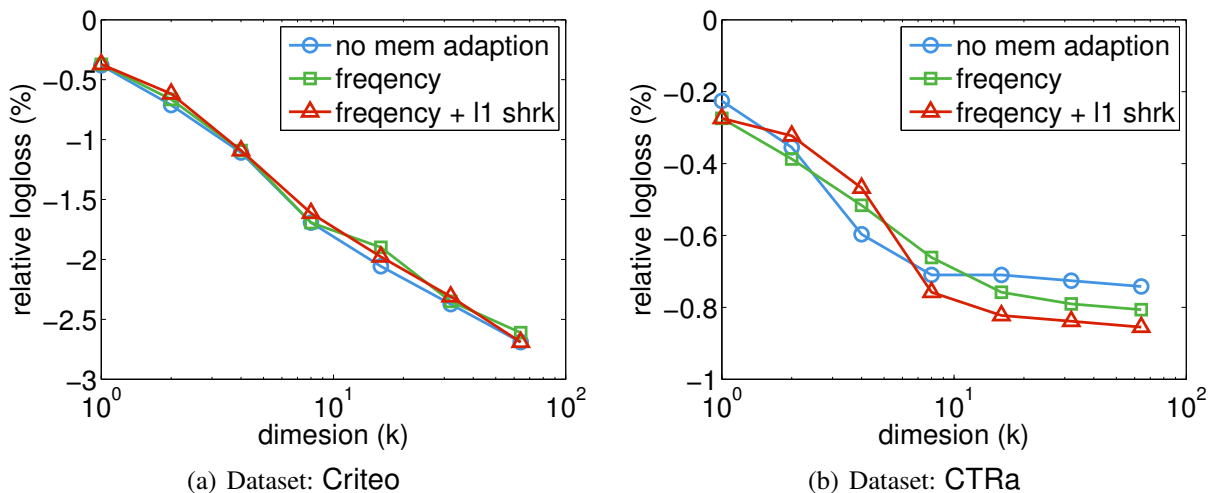 0
−0.5
−1
−1.5
−2
−2.5
−3
relative logloss (%)
no mem adaption
freqency
freqency + l1 shrk
10^0
10^1
10^2
dimesion (k)
(a) Dataset: Criteo
0
−0.2
−0.4
−0.6
−0.8
−1
relative logloss (%)
no mem adaption
freqency
freqency + l1 shrk
10^0
10^1
10^2
dimesion (k)
(b) Dataset: CTRa